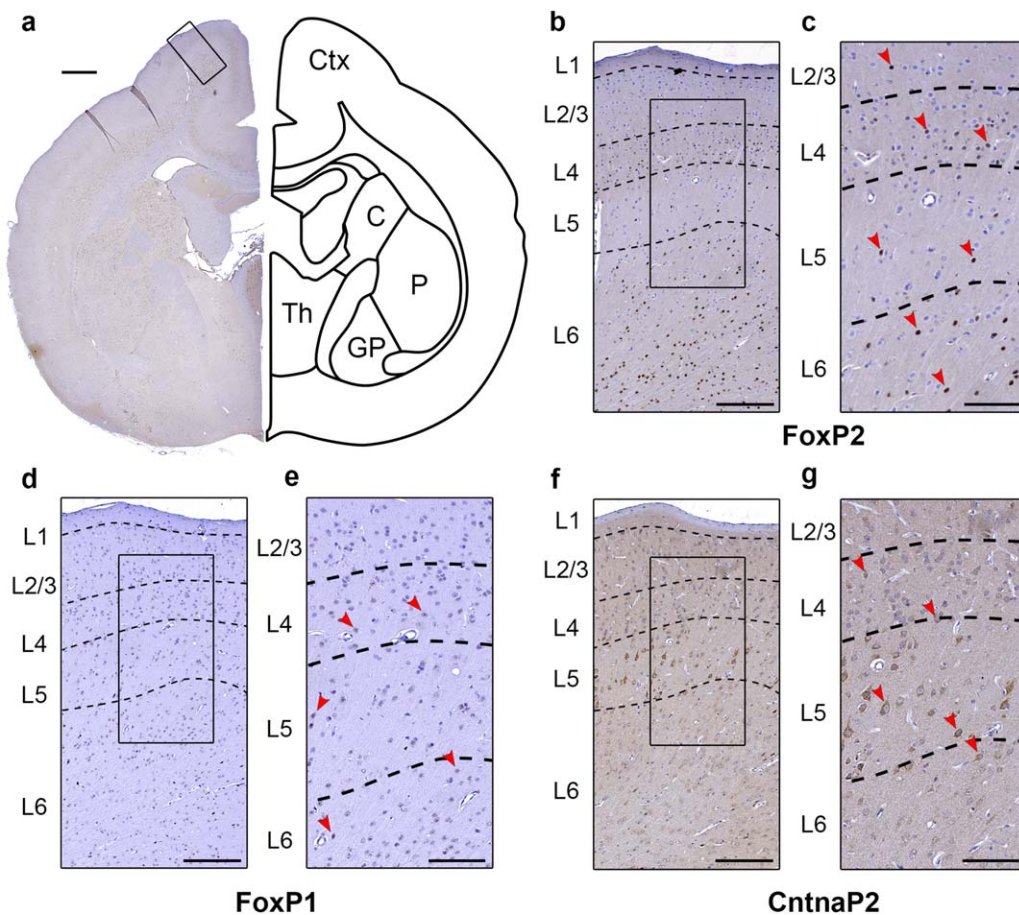 a
Ctx
C
P
Th
GP
b
L1
L2/3
L4
L5
L6
c
L2/3
L4
L5
L6
FoxP2
d
L1
L2/3
L4
L5
L6
e
L2/3
L4
L5
L6
FoxP1
f
L1
L2/3
L4
L5
L6
g
L2/3
L4
L5
L6
CntnaP2